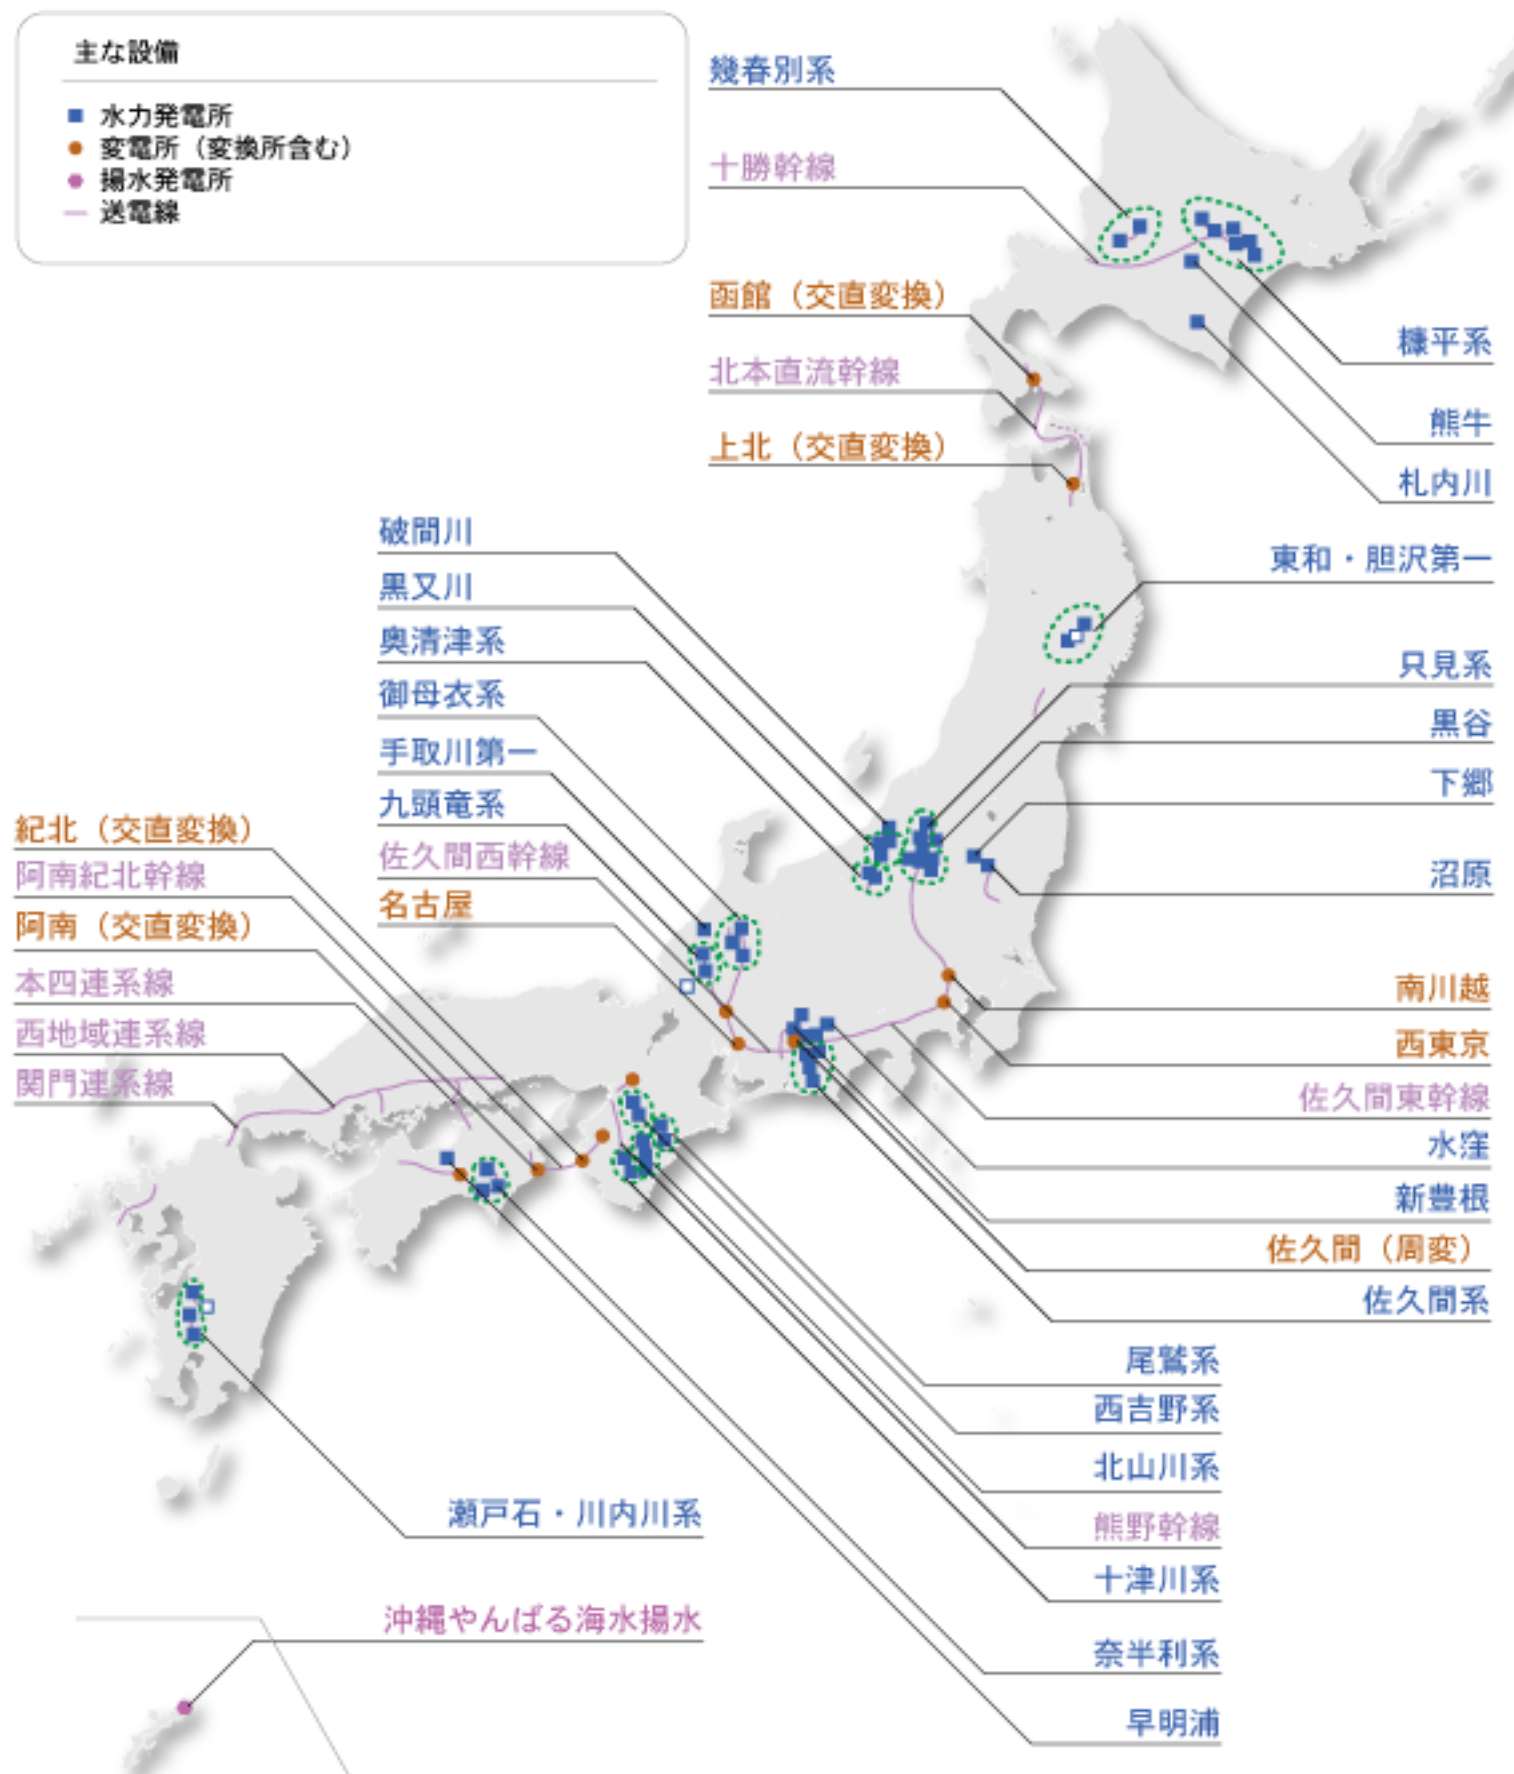 主な設備
水力発電所
変電所（変換所含む）
揚水発電所
送電線
幾春別系
十勝幹線
函館（交直変換）
北本直流幹線
上北（交直変換）
糠平系
熊牛
札内川
東和・胆沢第一
只見系
黒谷
下郷
沼原
南川越
西東京
佐久間東幹線
水窪
新豊根
佐久間（周変）
佐久間系
破間川
黒又川
奥清津系
御母衣系
手取川第一
九頭竜系
佐久間西幹線
名古屋
紀北（交直変換）
阿南紀北幹線
阿南（交直変換）
本四連系線
西地域連系線
関門連系線
尾鷲系
西吉野系
北山川系
熊野幹線
十津川系
奈半利系
早明浦
瀬戸石・川内川系
沖縄やんばる海水揚水